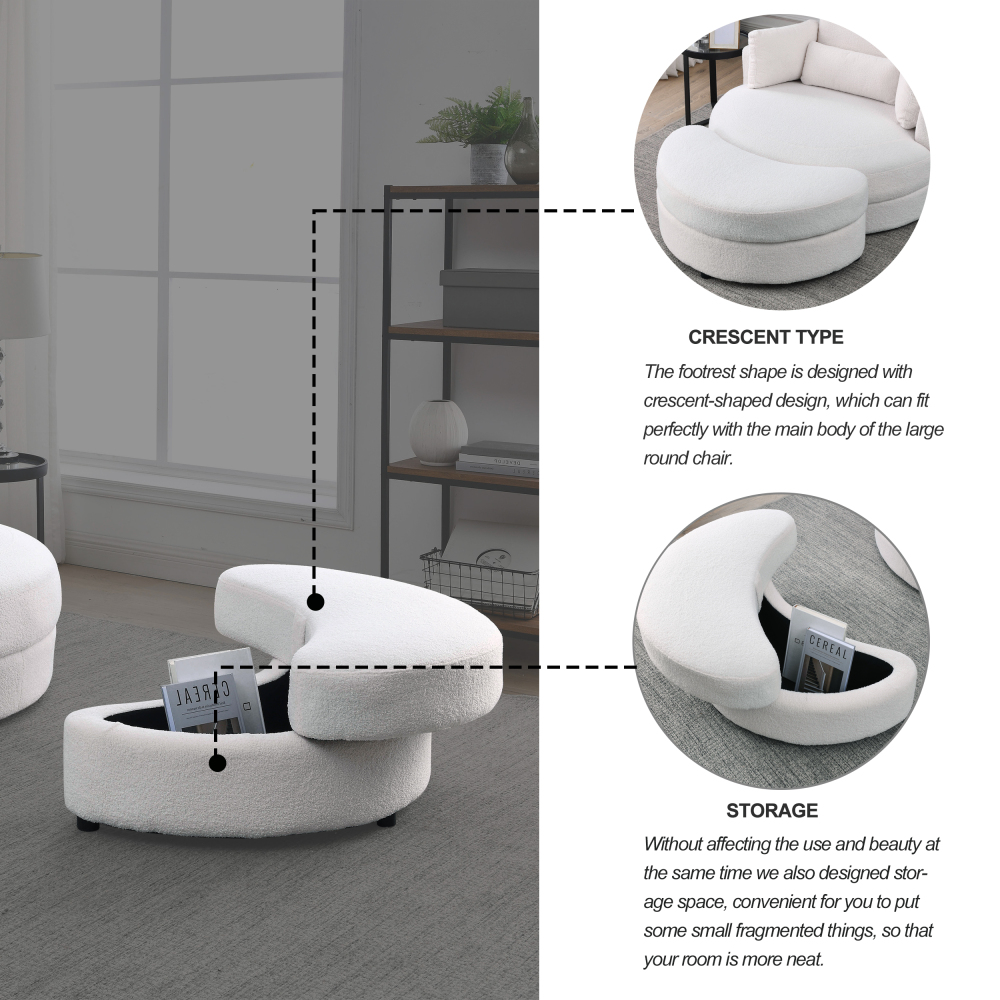 CRESCENT TYPE
The footrest shape is designed with
crescent-shaped design, which can fit
perfectly with the main body of the large
round chair.
CEREAL
STORAGE
Without affecting the use and beauty at
the same time we also designed stor-
age space, convenient for you to put
some small fragmented things, so that
your room is more neat.
CEREAL